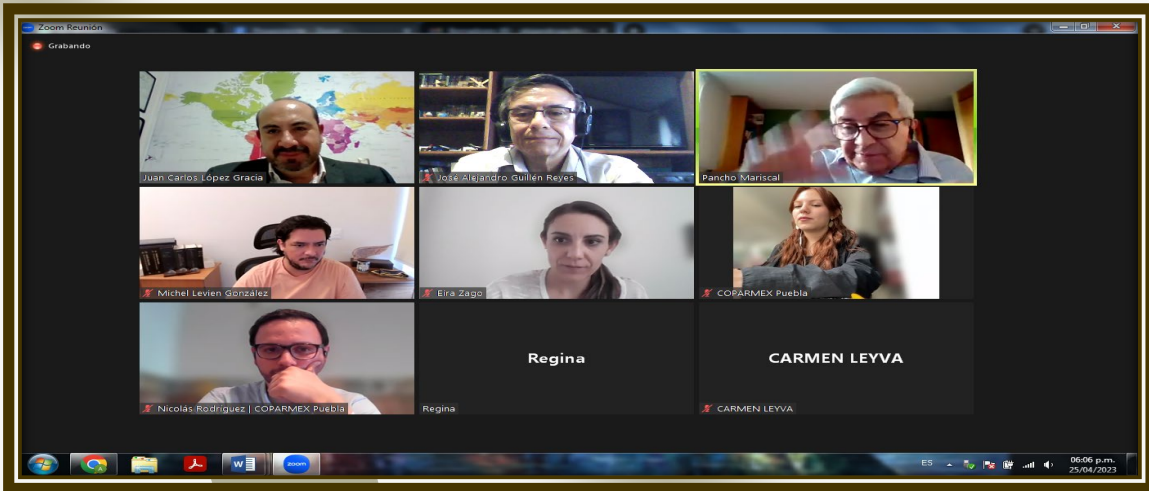 Zoom Reunión
Grabando
Juan Carlos López Gracia
José Alejandro Guillén Reyes
Pancho Mariscal
Michel Levien González
Eira Zago
COPARMEX Puebla
Nicolás Rodríguez | COPARMEX Puebla
Regina
Regina
CARMEN LEYVA
CARMEN LEYVA
zoom
ES
06:06 p.m.
25/04/2023